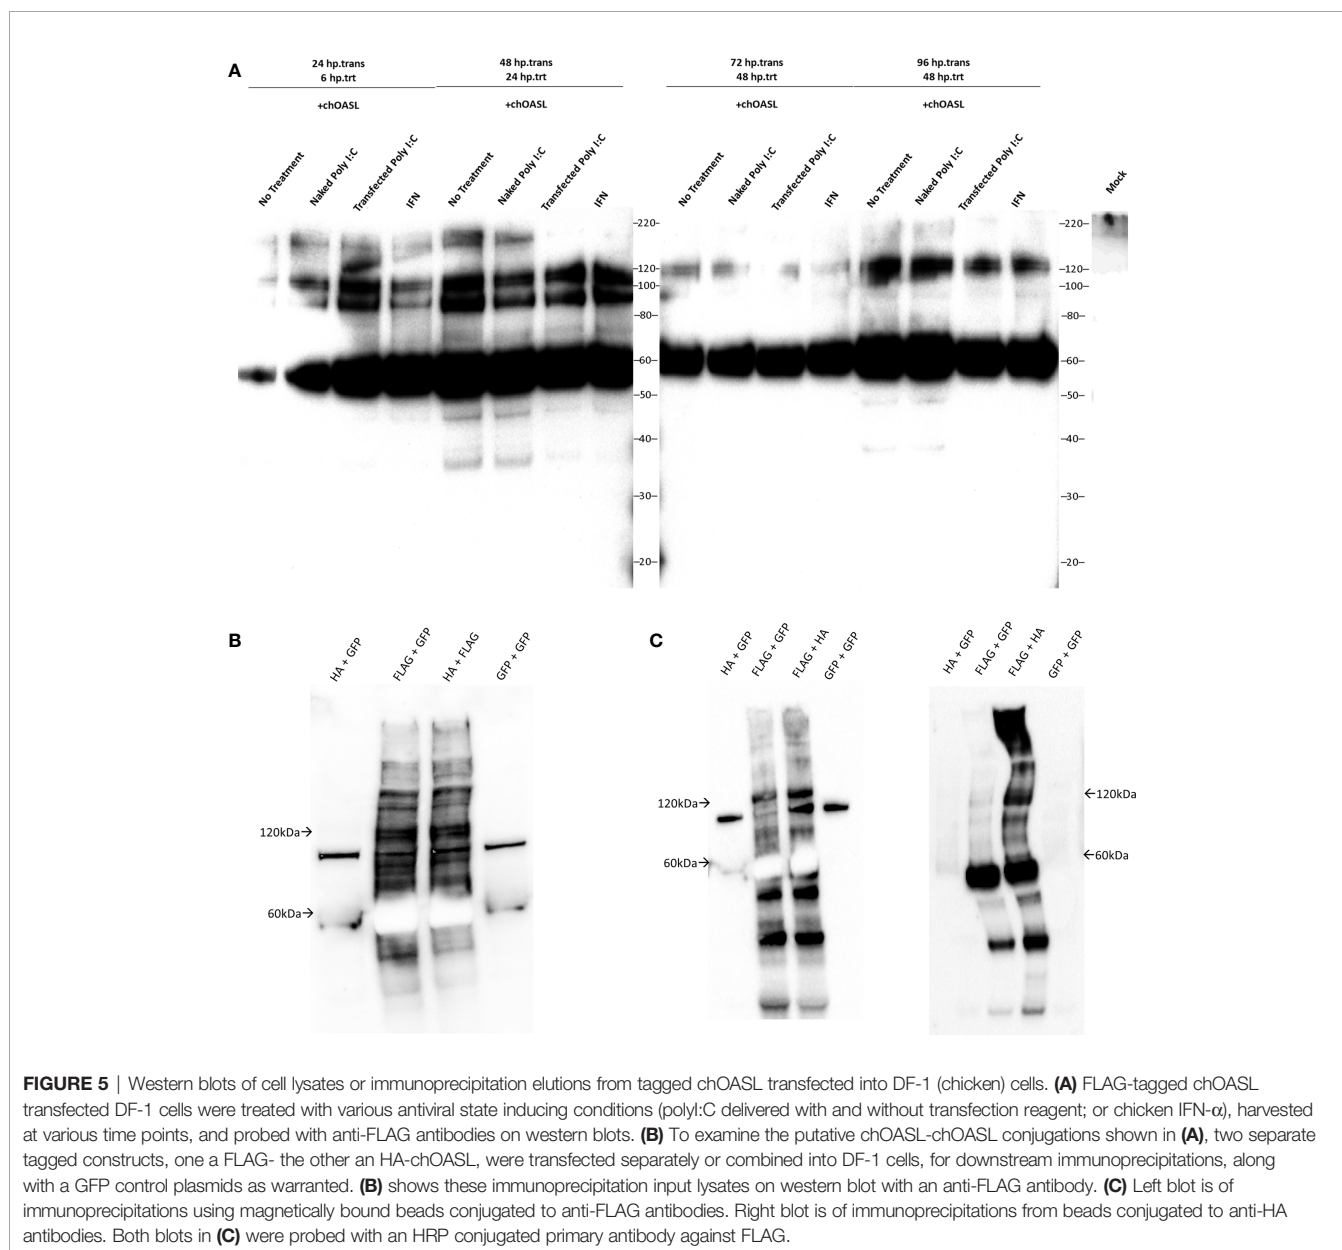 A
24 hp.trans
6 hp.trt
48 hp.trans
24 hp.trt
72 hp.trans
48 hp.trt
96 hp.trans
48 hp.trt
+chOASL
+chOASL
+chOASL
+chOASL
No Treatment
Naked Poly I:C
Transfected Poly I:C
IFN
No Treatment
Naked Poly I:C
Transfected Poly I:C
IFN
No Treatment
Naked Poly I:C
Transfected Poly I:C
IFN
No Treatment
Naked Poly I:C
Transfected Poly I:C
IFN
Mock
–220–
–120–
–100–
–80–
–60–
–50–
–40–
–30–
–20–
–220–
–120–
–100–
–80–
–60–
–50–
–40–
–30–
–20–
B
HA + GFP
FLAG + GFP
HA + FLAG
GFP + GFP
120kDa→
60kDa→
C
HA + GFP
FLAG + GFP
FLAG + HA
GFP + GFP
120kDa→
60kDa→
HA + GFP
FLAG + GFP
FLAG + HA
GFP + GFP
←120kDa
←60kDa
FIGURE 5 | Western blots of cell lysates or immunoprecipitation elutions from tagged chOASL transfected into DF-1 (chicken) cells. (A) FLAG-tagged chOASL
transfected DF-1 cells were treated with various antiviral state inducing conditions (polyI:C delivered with and without transfection reagent; or chicken IFN-α), harvested
at various time points, and probed with anti-FLAG antibodies on western blots. (B) To examine the putative chOASL-chOASL conjugations shown in (A), two separate
tagged constructs, one a FLAG- the other an HA-chOASL, were transfected separately or combined into DF-1 cells, for downstream immunoprecipitations, along
with a GFP control plasmids as warranted. (B) shows these immunoprecipitation input lysates on western blot with an anti-FLAG antibody. (C) Left blot is of
immunoprecipitations using magnetically bound beads conjugated to anti-FLAG antibodies. Right blot is of immunoprecipitations from beads conjugated to anti-HA
antibodies. Both blots in (C) were probed with an HRP conjugated primary antibody against FLAG.